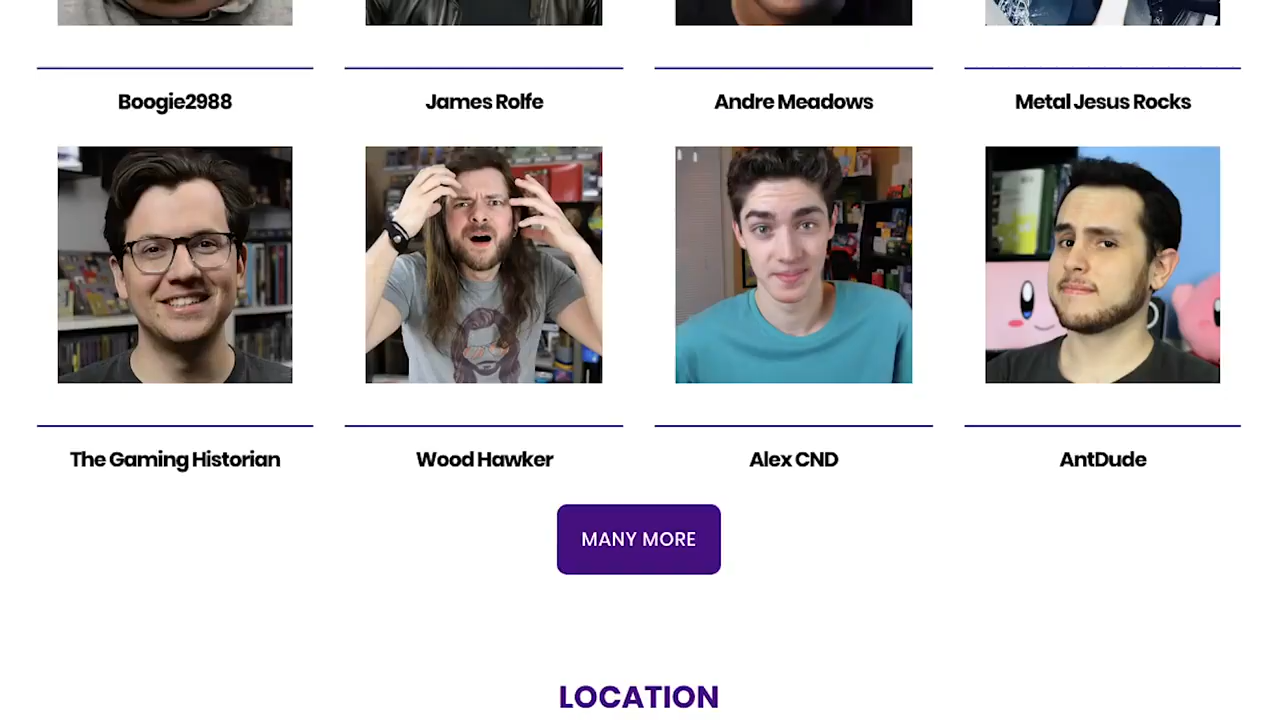 Boogie2988
James Rolfe
Andre Meadows
Metal Jesus Rocks
The Gaming Historian
Wood Hawker
Alex CND
AntDude
MANY MORE
LOCATION